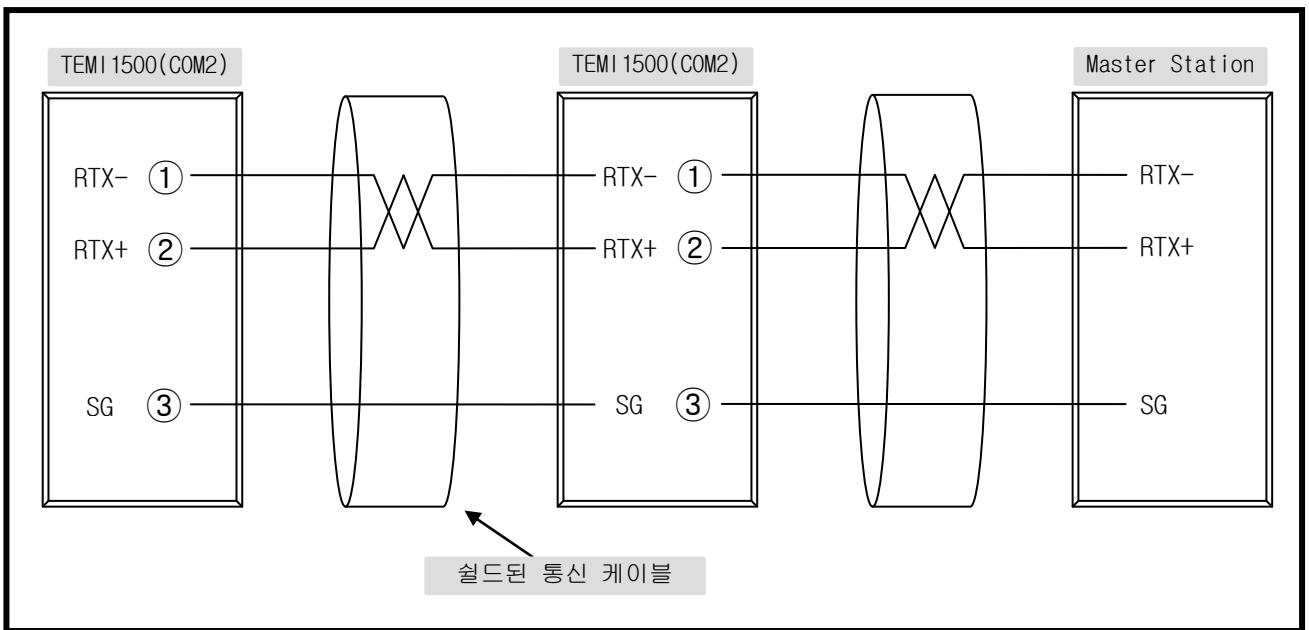 TEMI1500(COM2)
TEMI1500(COM2)
Master Station
RTX- ①
RTX- ①
RTX-
RTX+ ②
RTX+ ②
RTX+
SG ③
SG ③
SG
쉴드된 통신 케이블